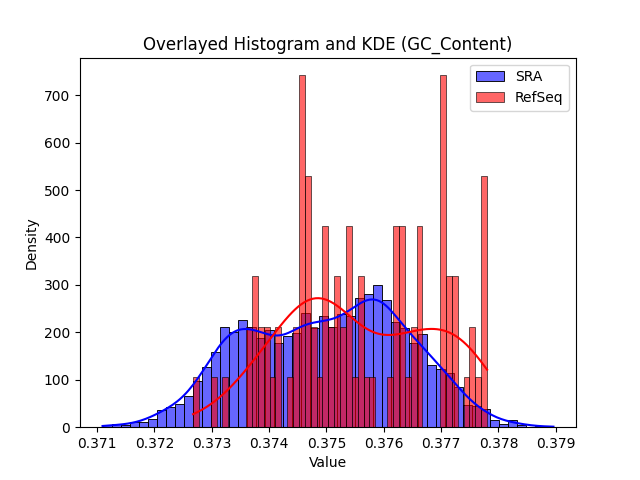 Overlayed Histogram and KDE (GC_Content)
SRA
RefSeq
700
600
500
400
300
200
100
0
Density
0.371 0.372 0.373 0.374 0.375 0.376 0.377 0.378 0.379
Value